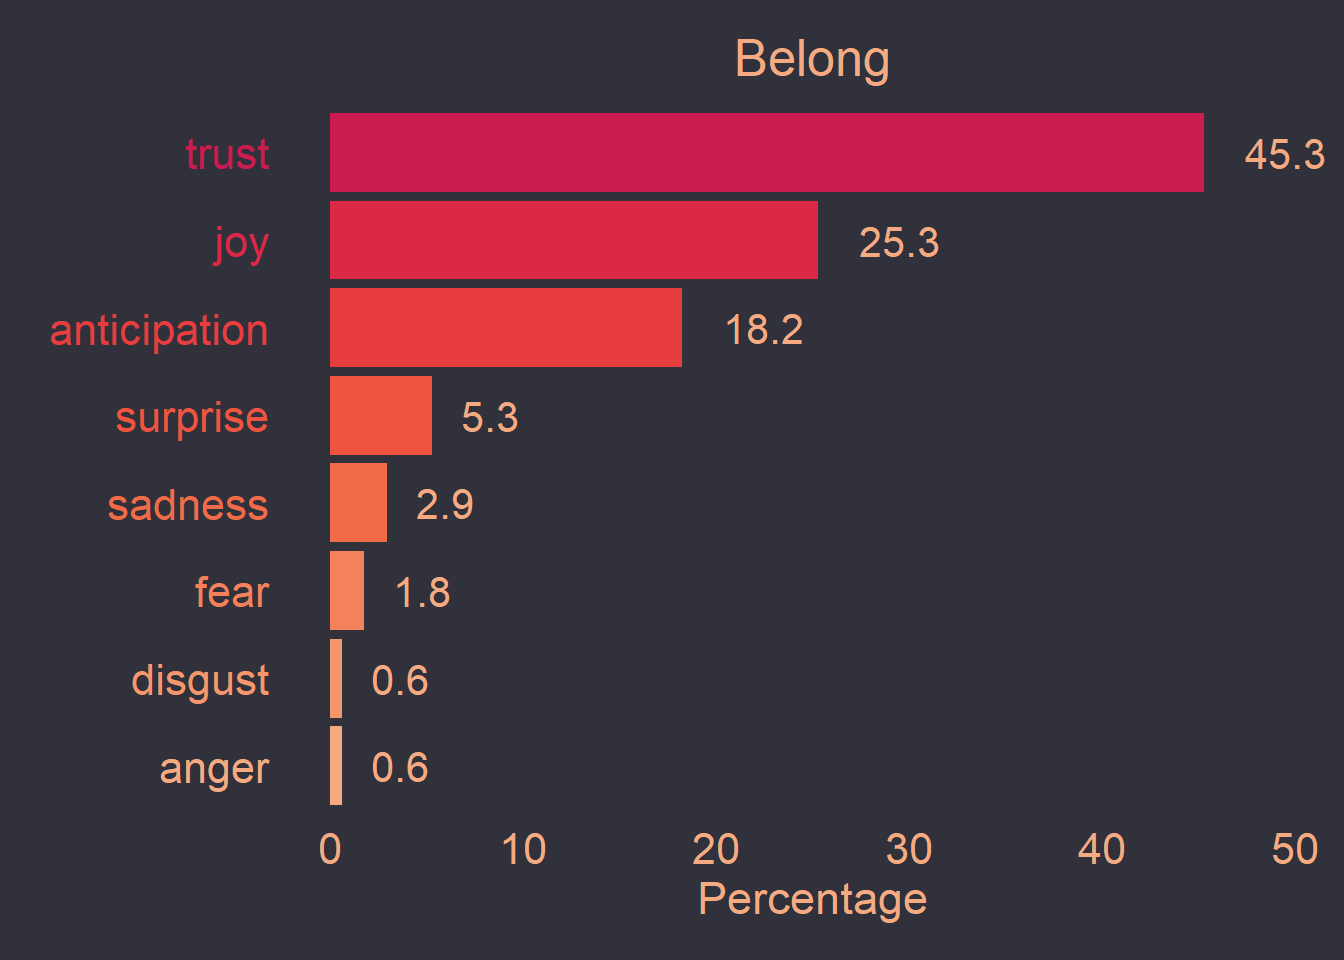 Belong
trust 45.3
joy 25.3
anticipation 18.2
surprise 5.3
sadness 2.9
fear 1.8
disgust 0.6
anger 0.6
0 10 20 30 40 50
Percentage